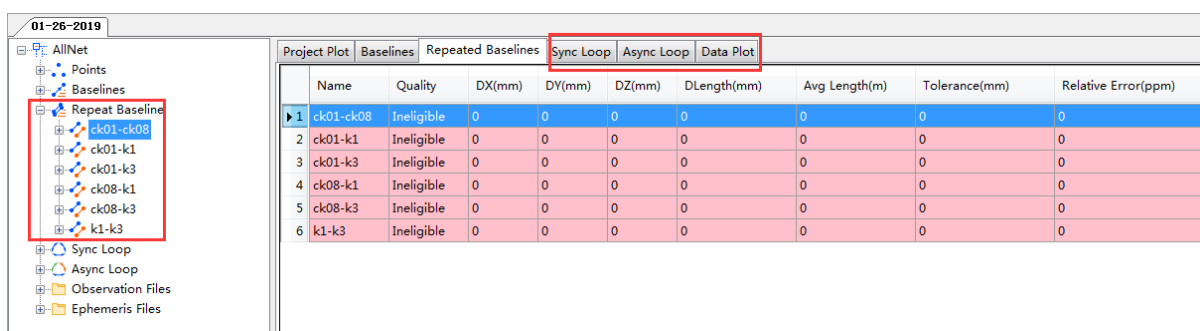 01-26-2019
AllNet
Points
Baselines
Repeat Baseline
ck01-ck08
ck01-k1
ck01-k3
ck08-k1
ck08-k3
k1-k3
Sync Loop
Async Loop
Observation Files
Ephemeris Files
Project Plot Baselines Repeated Baselines Sync Loop Async Loop Data Plot
Name Quality DX(mm) DY(mm) DZ(mm) DLength(mm) Avg Length(m) Tolerance(mm) Relative Error(ppm)
1 ck01-ck08 Ineligible 0 0 0 0 0 0 0
2 ck01-k1 Ineligible 0 0 0 0 0 0 0
3 ck01-k3 Ineligible 0 0 0 0 0 0 0
4 ck08-k1 Ineligible 0 0 0 0 0 0 0
5 ck08-k3 Ineligible 0 0 0 0 0 0 0
6 k1-k3 Ineligible 0 0 0 0 0 0 0